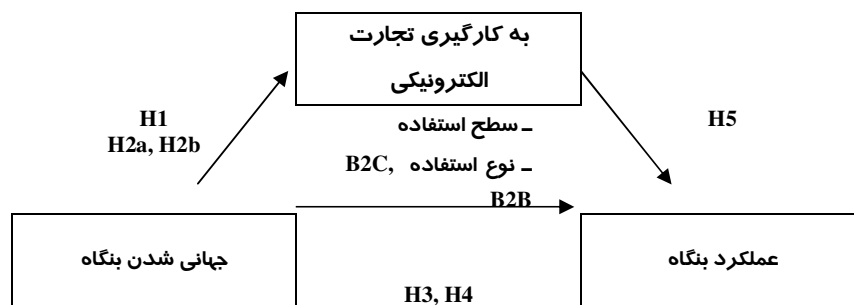 به کارگیری تجارت
الکترونیکی
H1
H2a, H2b
ـ سطح استفاده
ـ نوع استفاده B2C,
B2B
H5
جهانی شدن بنگاه
عملکرد بنگاه
H3, H4